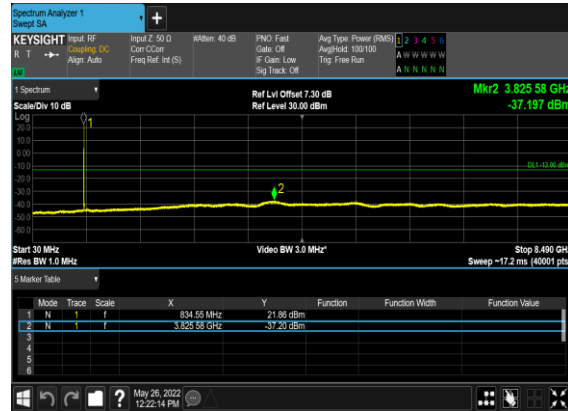 Spectrum Analyzer 1
Swept SA
+
KEYSIGHT Input: RF Input Z: 50 Ω #Atten: 40 dB PNO: Fast Avg Type: Power (RMS) 1 2 3 4 5 6
R T Coupling: DC Corr CCorr Gate: Off Avg|Hold: 100/100 A W W W W W
Align: Auto Freq Ref: Int (S) IF Gain: Low Trig: Free Run
LW Sig Track: Off A N N N N N
1 Spectrum Ref Lvl Offset 7.30 dB Mkr2 3.825 58 GHz
Scale/Div 10 dB Ref Level 30.00 dBm -37.197 dBm
Log
1
20.0
10.0
0.00
-10.0
DL1 -13.00 dBm
-20.0
-30.0
2
-40.0
-50.0
-60.0
Start 30 MHz Video BW 3.0 MHz* Stop 8.490 GHz
#Res BW 1.0 MHz Sweep ~17.2 ms (40001 pts)
5 Marker Table
Mode Trace Scale X Y Function Function Width Function Value
1 N 1 f 834.55 MHz 21.86 dBm
2 N 1 f 3.825 58 GHz -37.20 dBm
3
4
5
6
? May 26, 2022
12:22:14 PM